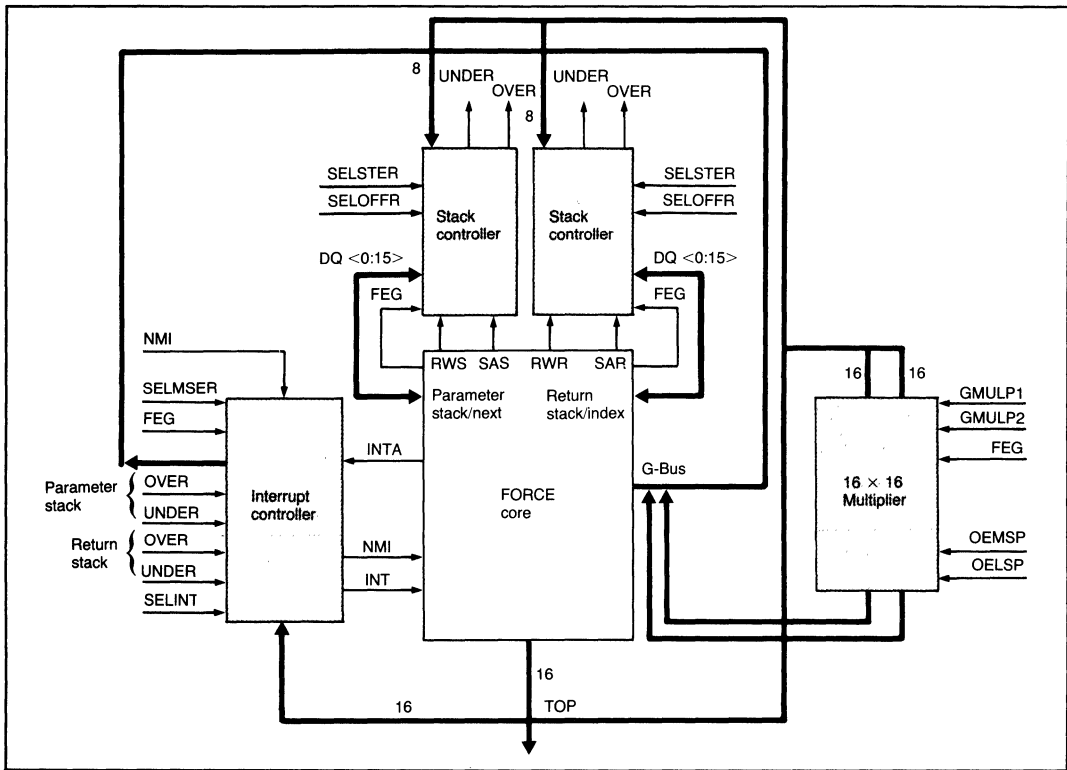 8
UNDER
OVER
8
UNDER
OVER
SELSTER
SELOFFR
Stack
controller
Stack
controller
SELSTER
SELOFFR
DQ <0:15>
FEG
DQ <0:15>
FEG
NMI
RWS
SAS
RWR
SAR
16
16
SELMSER
FEG
Parameter
stack/next
Return
stack/index
GMULP1
GMULP2
FEG
INTA
G-Bus
Parameter
stack
OVER
UNDER
Interrupt
controller
FORCE
core
16 × 16
Multiplier
Return
stack
OVER
UNDER
SELINT
NMI
INT
OEMSP
OELSP
16
16
TOP